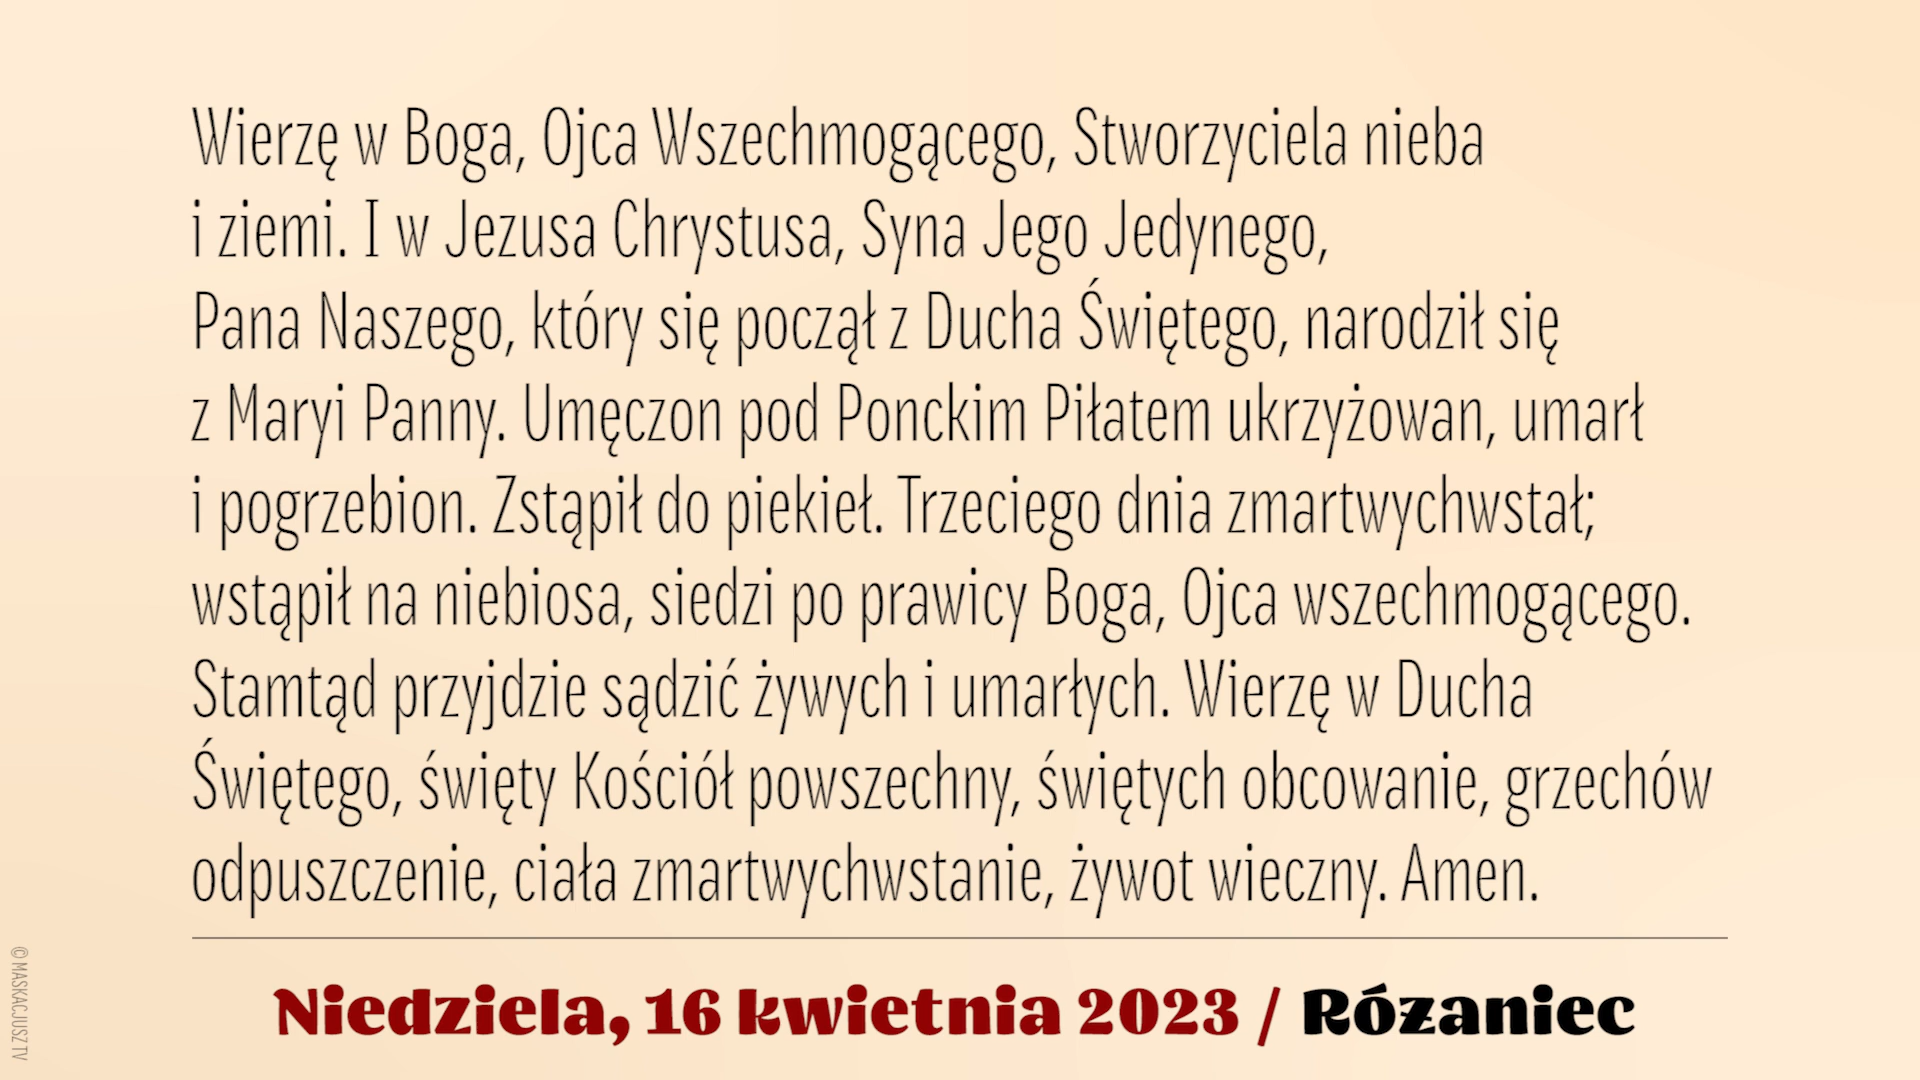 Wierzę w Boga, Ojca Wszechmogącego, Stworzyciela nieba
i ziemi. I w Jezusa Chrystusa, Syna Jego Jedynego,
Pana Naszego, który się począł z Ducha Świętego, narodził się
z Maryi Panny. Umęczon pod Ponckim Piłatem ukrzyżowan, umarł
i pogrzebion. Zstąpił do piekieł. Trzeciego dnia zmartwychwstał;
wstąpił na niebiosa, siedzi po prawicy Boga, Ojca wszechmogącego.
Stamtąd przyjdzie sądzić żywych i umarłych. Wierzę w Ducha
Świętego, święty Kościół powszechny, świętych obcowanie, grzechów
odpuszczenie, ciała zmartwychwstanie, żywot wieczny. Amen.
Niedziela, 16 kwietnia 2023 / Różaniec
© MASKACJUSZ TV